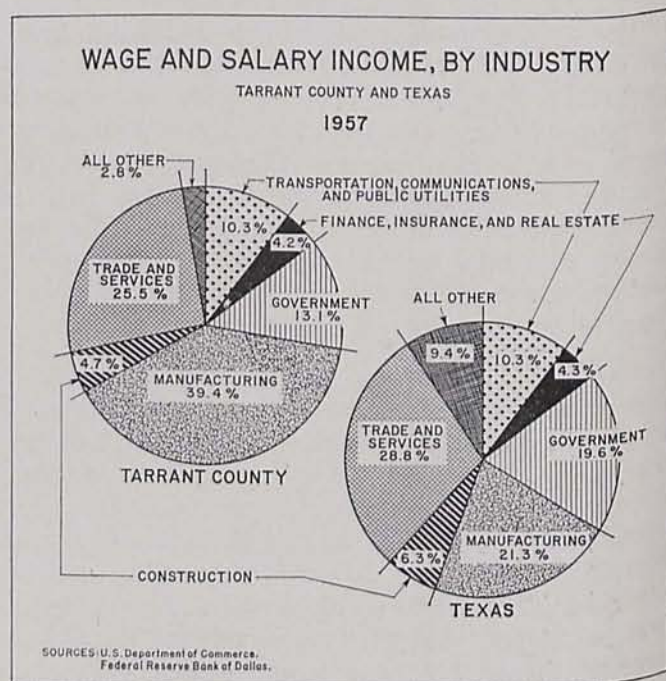 WAGE AND SALARY INCOME, BY INDUSTRY
TARRANT COUNTY AND TEXAS
1957
ALL OTHER
2.8%
TRANSPORTATION, COMMUNICATIONS,
AND PUBLIC UTILITIES
10.3%
FINANCE, INSURANCE, AND REAL ESTATE
4.2%
TRADE AND
SERVICES
25.5%
GOVERNMENT
13.1%
4.7%
MANUFACTURING
39.4%
TARRANT COUNTY
ALL OTHER
9.4%
10.3%
4.3%
TRADE AND
SERVICES
28.8%
GOVERNMENT
19.6%
MANUFACTURING
21.3%
6.3%
CONSTRUCTION
TEXAS
SOURCES: U.S. Department of Commerce.
Federal Reserve Bank of Dallas.